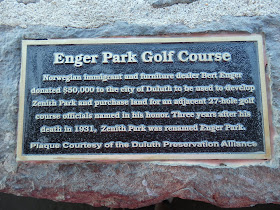 Enger Park Golf Course
Norwegian immigrant and furniture dealer Bert Enger
donated $50,000 to the city of Duluth to be used to develop
Zenith Park and purchase land for an adjacent 27-hole golf
course officials named in his honor. Three years after his
death in 1931, Zenith Park was renamed Enger Park.
Plaque Courtesy of the Duluth Preservation Alliance